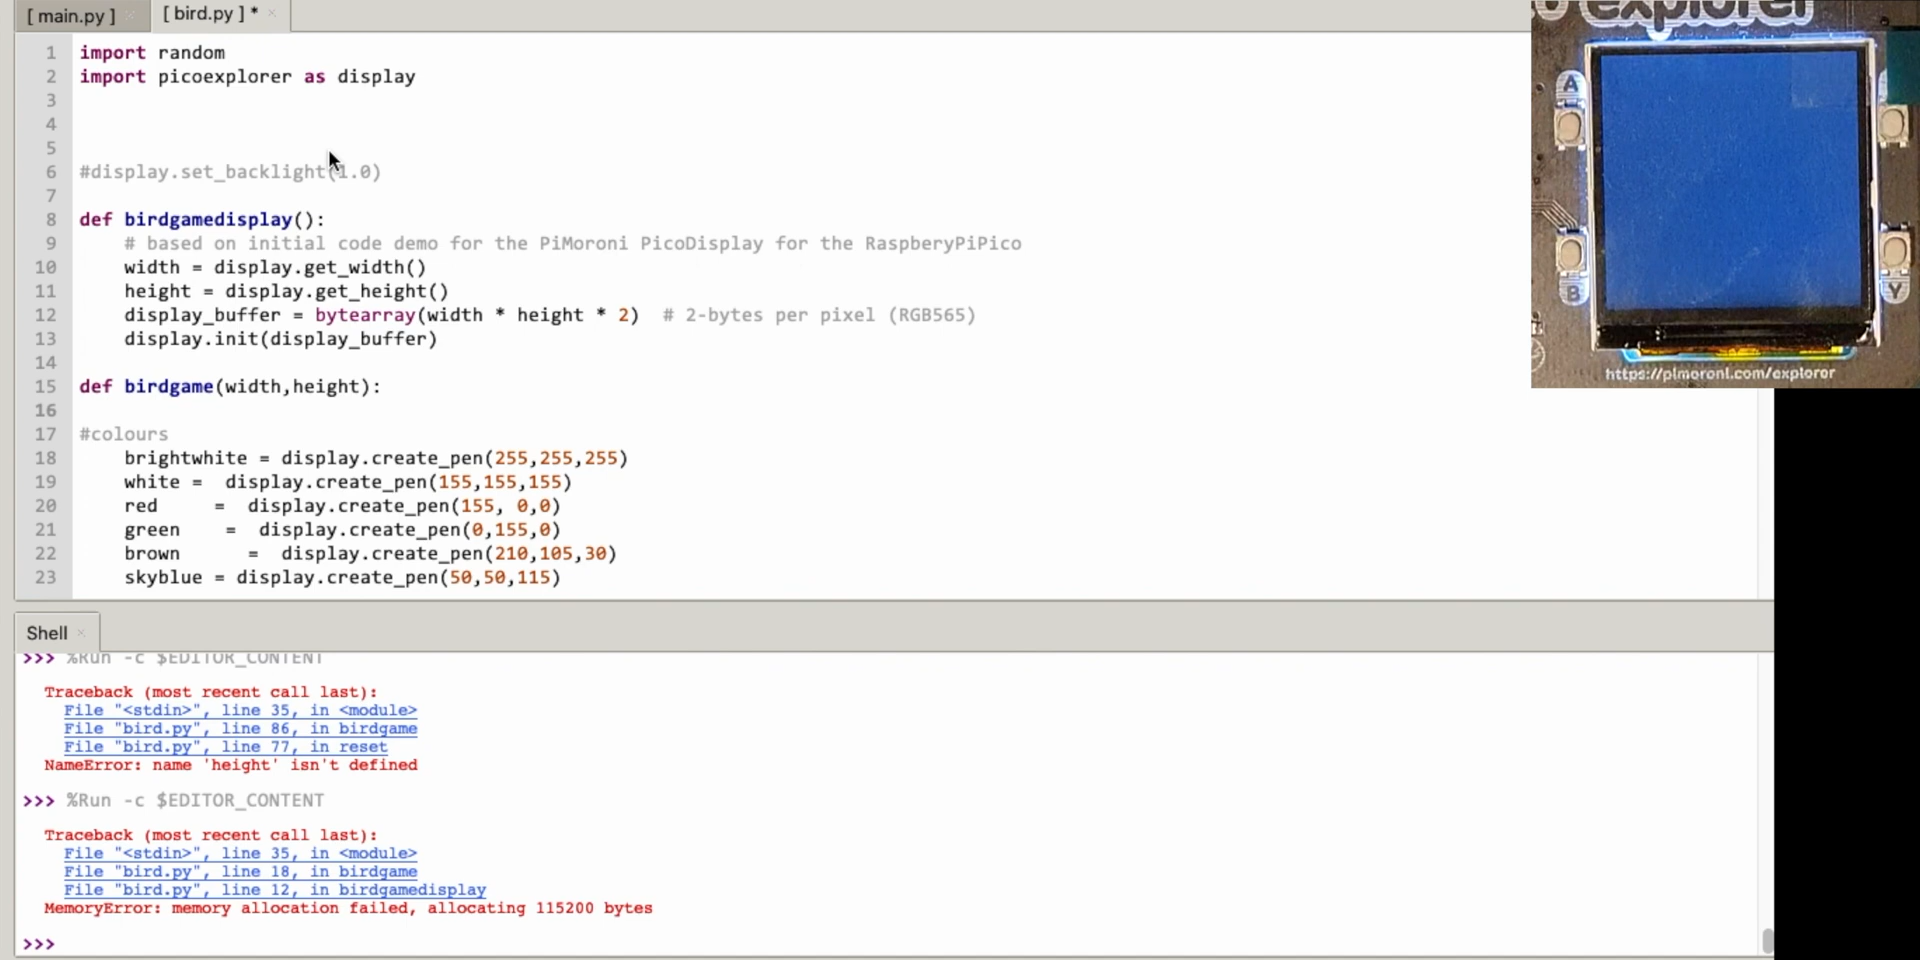 [ main.py ]
[ bird.py ] *
o explorer
1 import random
2 import picoexplorer as display
3
4
5
6 #display.set_backlight(1.0)
7
8 def birdgamedisplay():
9 # based on initial code demo for the PiMoroni PicoDisplay for the RaspberyPiPico
10 width = display.get_width()
11 height = display.get_height()
12 display_buffer = bytearray(width * height * 2) # 2-bytes per pixel (RGB565)
13 display.init(display_buffer)
14
15 def birdgame(width,height):
16
17 #colours
18 brightwhite = display.create_pen(255,255,255)
19 white = display.create_pen(155,155,155)
20 red = display.create_pen(155, 0,0)
21 green = display.create_pen(0,155,0)
22 brown = display.create_pen(210,105,30)
23 skyblue = display.create_pen(50,50,115)
A
B
Y
https://pimoroni.com/explorer
Shell
>>> %Run -c $EDITOR_CONTENT
Traceback (most recent call last):
File "<stdin>", line 35, in <module>
File "bird.py", line 86, in birdgame
File "bird.py", line 77, in reset
NameError: name 'height' isn't defined
>>> %Run -c $EDITOR_CONTENT
Traceback (most recent call last):
File "<stdin>", line 35, in <module>
File "bird.py", line 18, in birdgame
File "bird.py", line 12, in birdgamedisplay
MemoryError: memory allocation failed, allocating 115200 bytes
>>>